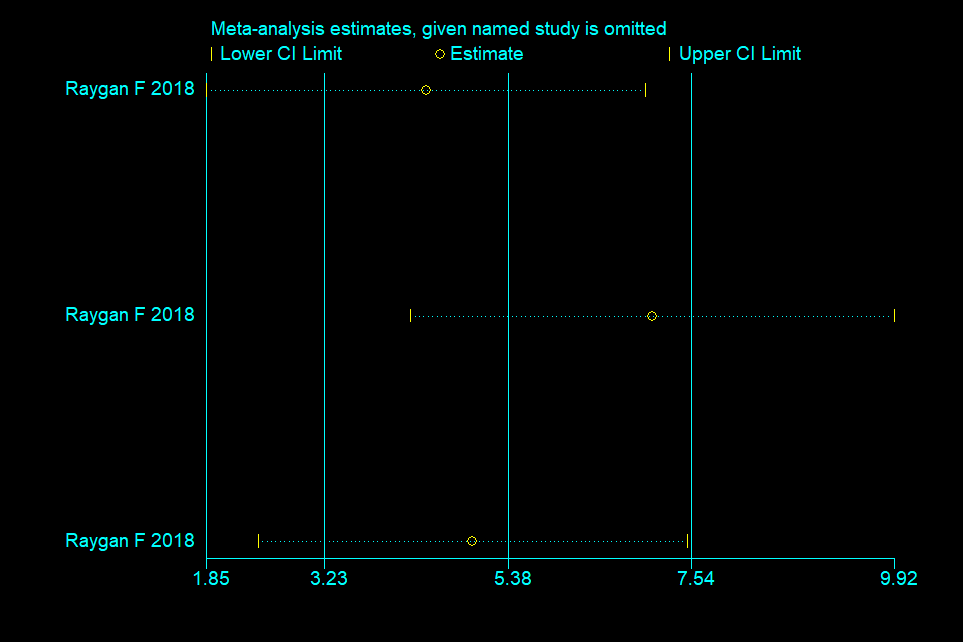 Meta-analysis estimates, given named study is omitted
| Lower CI Limit ○ Estimate | Upper CI Limit
Raygan F 2018
Raygan F 2018
Raygan F 2018
1.85 3.23 5.38 7.54 9.92